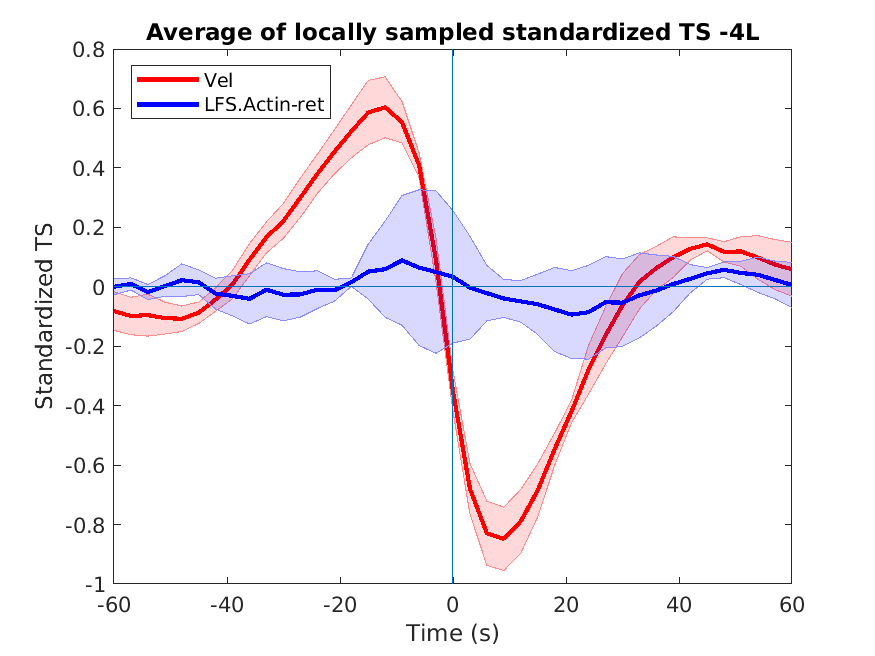 Average of locally sampled standardized TS -4L
Vel
LFS.Actin-ret
Standardized TS
0.8
0.6
0.4
0.2
0
-0.2
-0.4
-0.6
-0.8
-1
-60 -40 -20 0 20 40 60
Time (s)